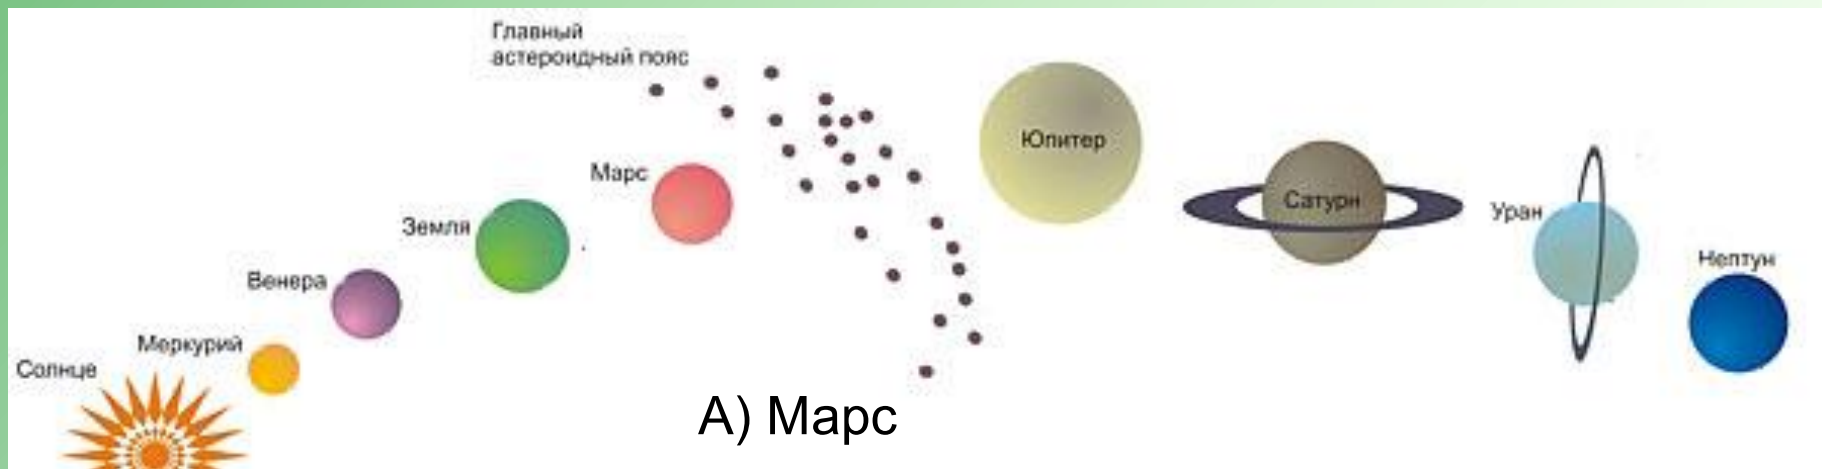 Главный
астероидный пояс
Юпитер
Марс
Сатурн
Уран
Земля
Нептун
Венера
Меркурий
Солнце
А) Марс